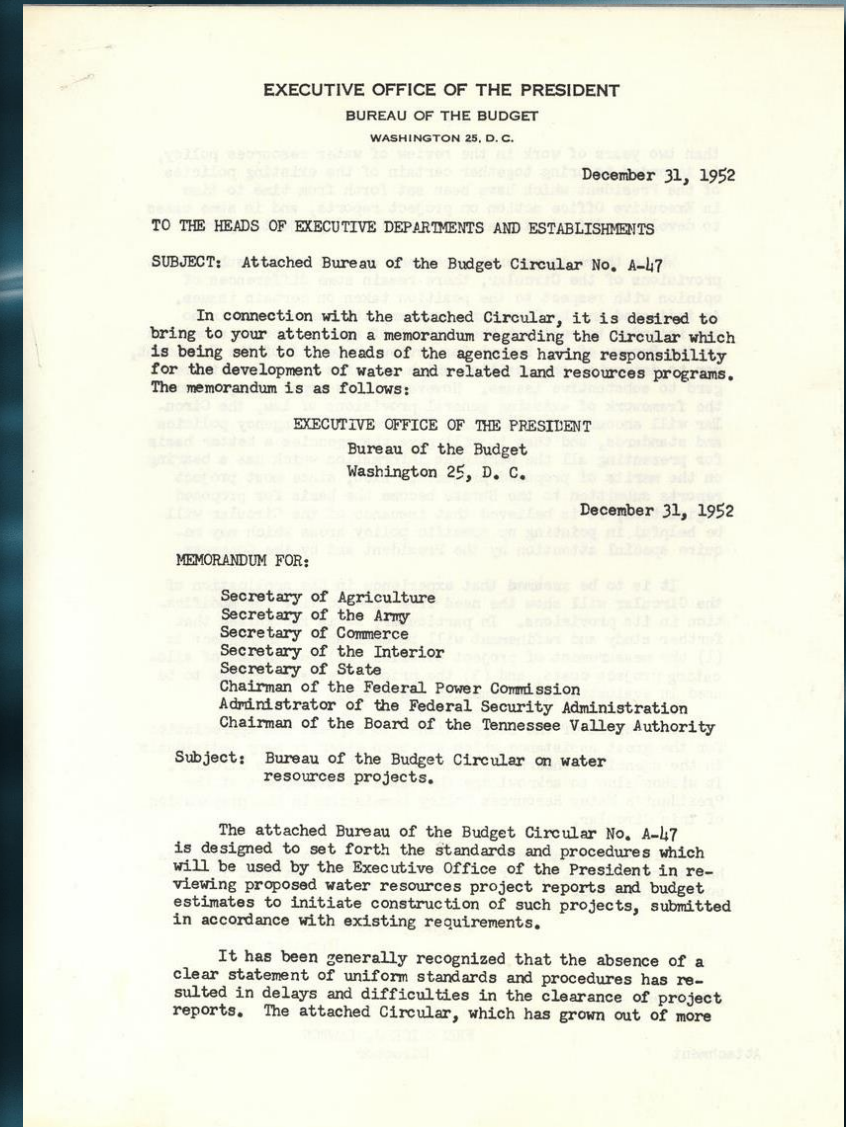 EXECUTIVE OFFICE OF THE PRESIDENT
BUREAU OF THE BUDGET
WASHINGTON 25, D. C.
December 31, 1952
TO THE HEADS OF EXECUTIVE DEPARTMENTS AND ESTABLISHMENTS
SUBJECT: Attached Bureau of the Budget Circular No. A-47
In connection with the attached Circular, it is desired to
bring to your attention a memorandum regarding the Circular which
is being sent to the heads of the agencies having responsibility
for the development of water and related land resources programs.
The memorandum is as follows:
EXECUTIVE OFFICE OF THE PRESIDENT
Bureau of the Budget
Washington 25, D. C.
December 31, 1952
MEMORANDUM FOR:
Secretary of Agriculture
Secretary of the Army
Secretary of Commerce
Secretary of the Interior
Secretary of State
Chairman of the Federal Power Commission
Administrator of the Federal Security Administration
Chairman of the Board of the Tennessee Valley Authority
Subject: Bureau of the Budget Circular on water
resources projects.
The attached Bureau of the Budget Circular No. A-47
is designed to set forth the standards and procedures which
will be used by the Executive Office of the President in re-
viewing proposed water resources project reports and budget
estimates to initiate construction of such projects, submitted
in accordance with existing requirements.
It has been generally recognized that the absence of a
clear statement of uniform standards and procedures has re-
sulted in delays and difficulties in the clearance of project
reports. The attached Circular, which has grown out of more